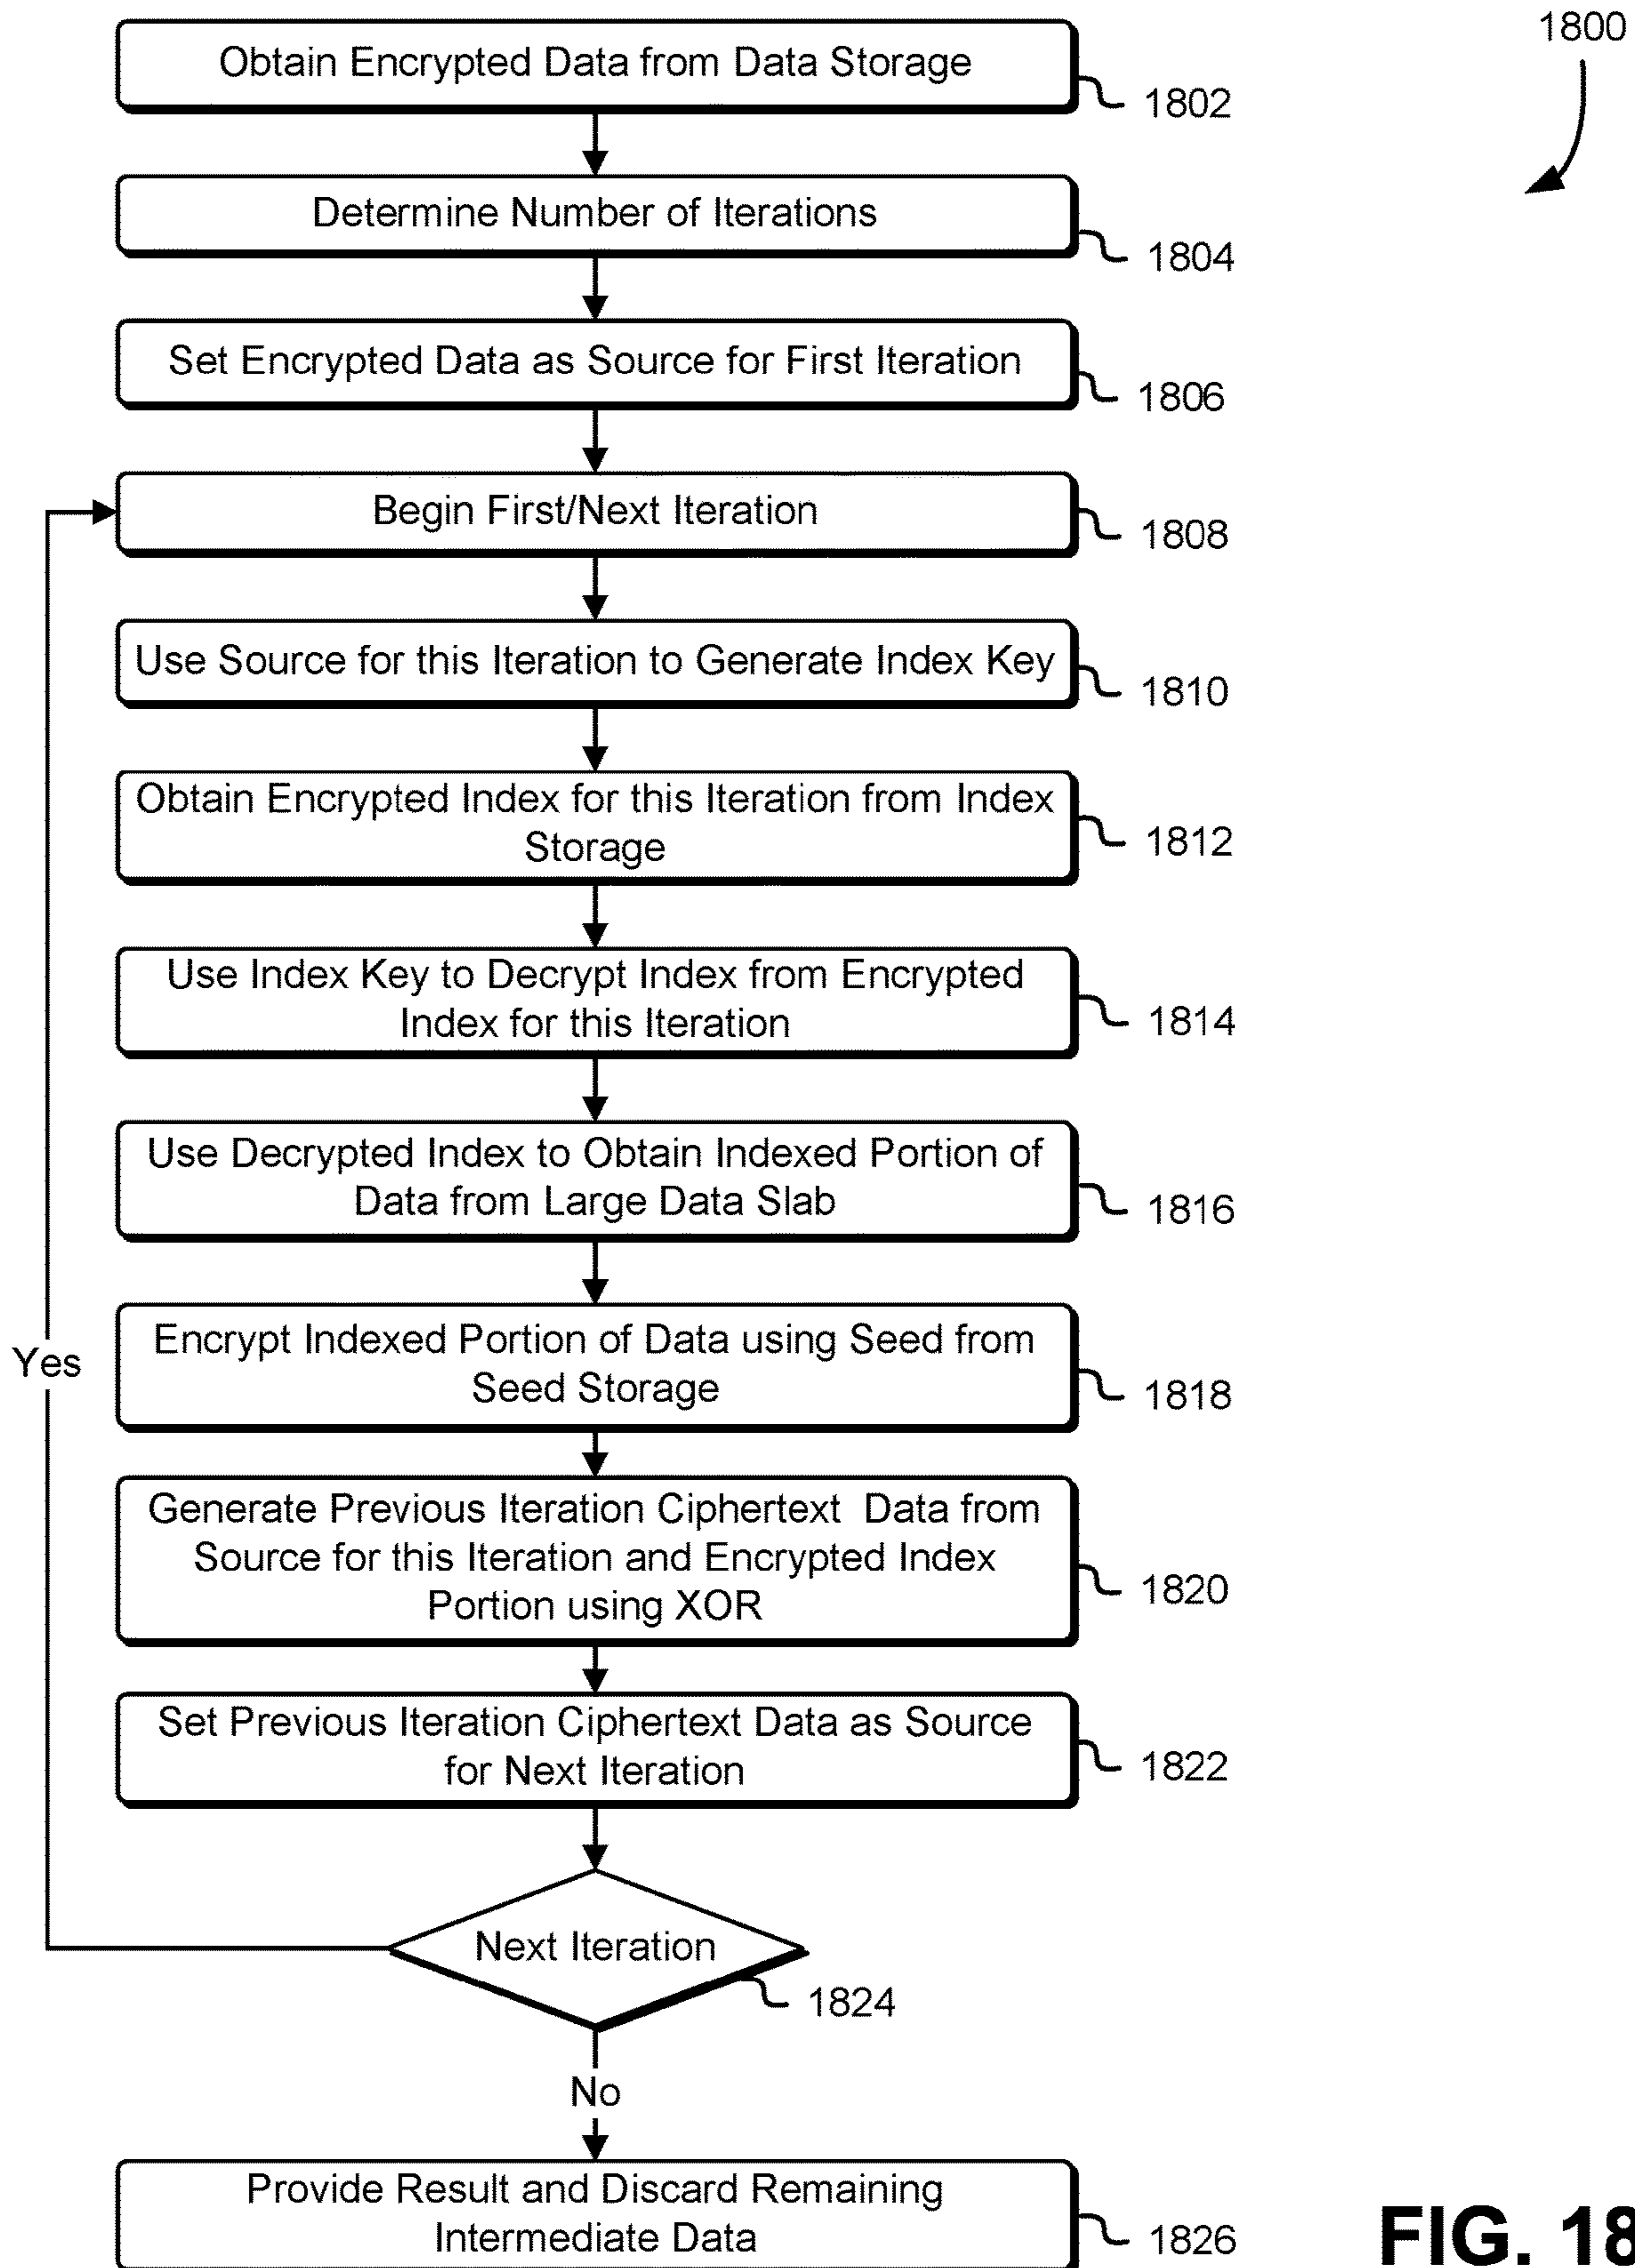 1800
Obtain Encrypted Data from Data Storage
1802
Determine Number of Iterations
1804
Set Encrypted Data as Source for First Iteration
1806
Begin First/Next Iteration
1808
Use Source for this Iteration to Generate Index Key
1810
Obtain Encrypted Index for this Iteration from Index
Storage
1812
Use Index Key to Decrypt Index from Encrypted
Index for this Iteration
1814
Use Decrypted Index to Obtain Indexed Portion of
Data from Large Data Slab
1816
Encrypt Indexed Portion of Data using Seed from
Seed Storage
1818
Yes
Generate Previous Iteration Ciphertext Data from
Source for this Iteration and Encrypted Index
Portion using XOR
1820
Set Previous Iteration Ciphertext Data as Source
for Next Iteration
1822
Next Iteration
1824
No
Provide Result and Discard Remaining
Intermediate Data
1826
FIG. 18